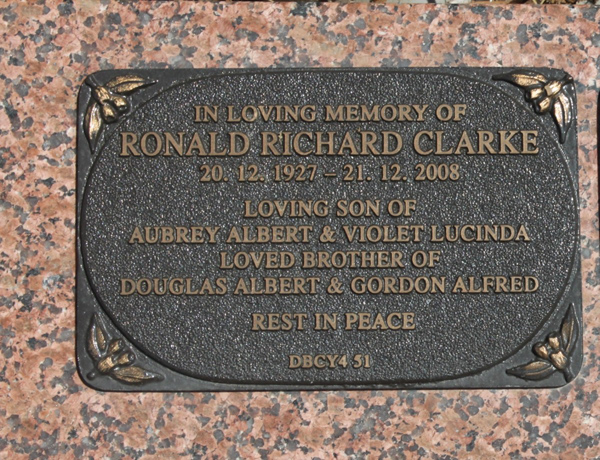 IN LOVING MEMORY OF
RONALD RICHARD CLARKE
20. 12. 1927 – 21. 12. 2008
LOVING SON OF
AUBREY ALBERT & VIOLET LUCINDA
LOVED BROTHER OF
DOUGLAS ALBERT & GORDON ALFRED
REST IN PEACE
DBCY4 51